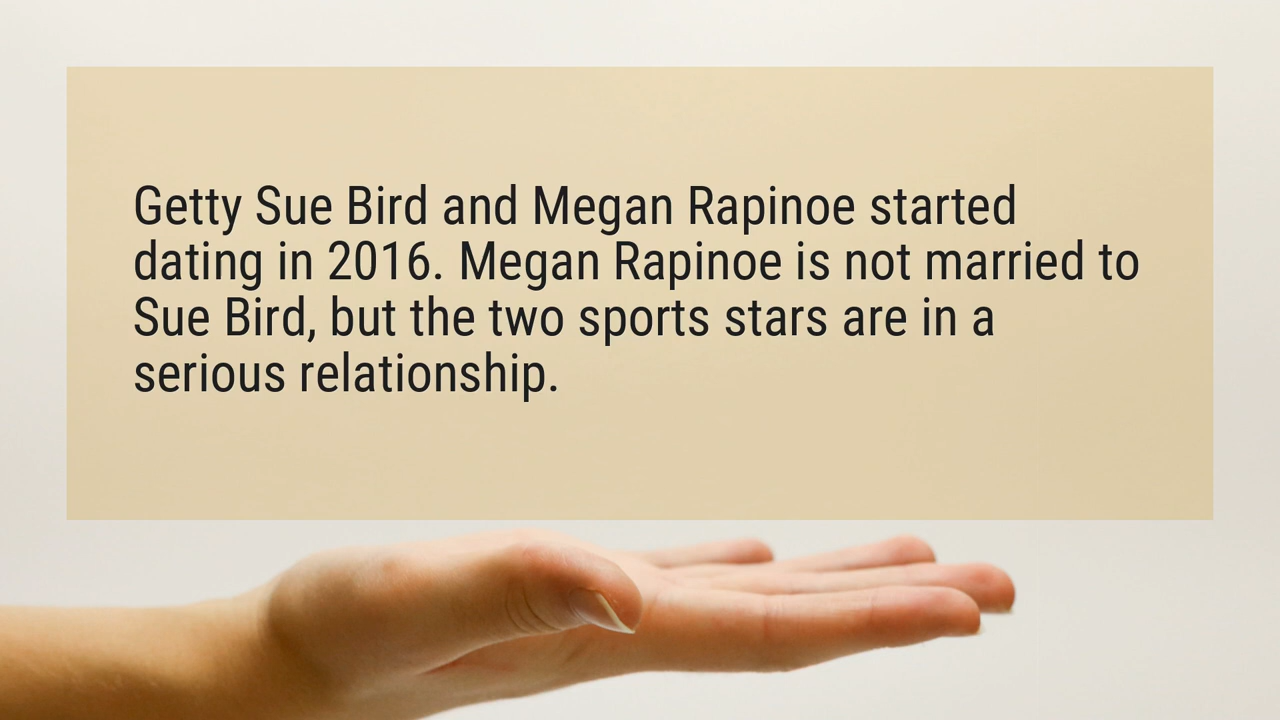 Getty Sue Bird and Megan Rapinoe started
dating in 2016. Megan Rapinoe is not married to
Sue Bird, but the two sports stars are in a
serious relationship.